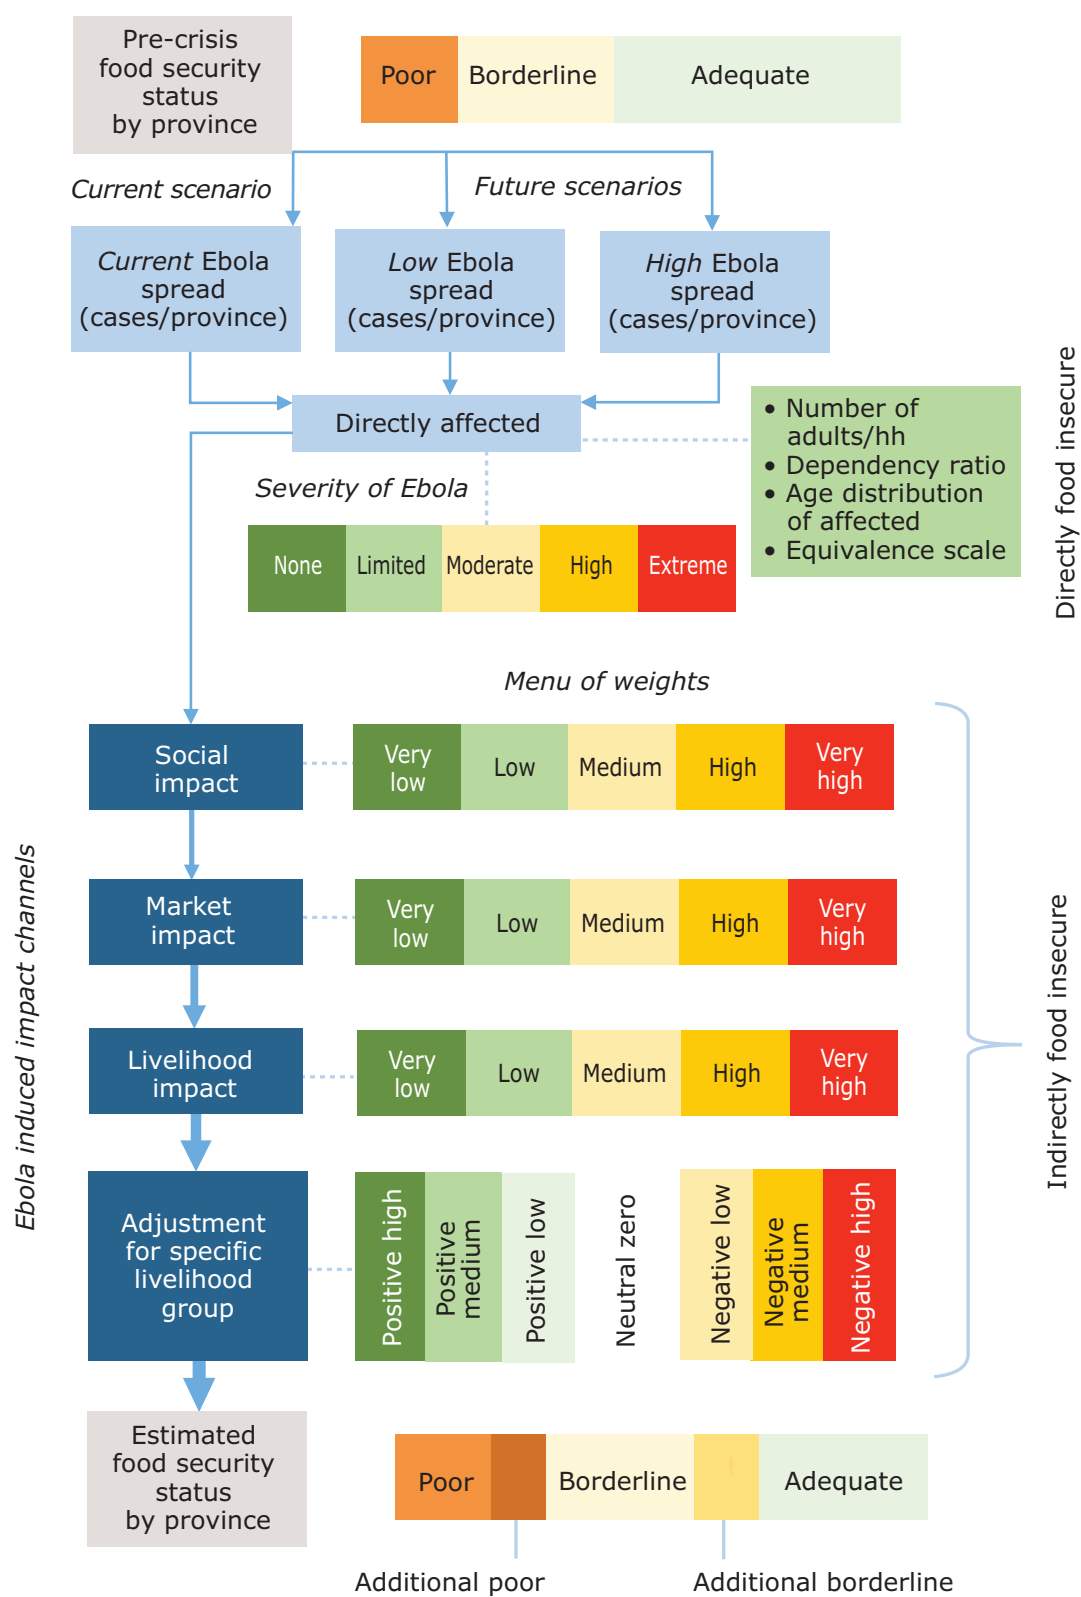 Pre-crisis
food security
status
by province
Poor
Borderline
Adequate
Current scenario
Future scenarios
Current Ebola
spread
(cases/province)
Low Ebola
spread
(cases/province)
High Ebola
spread
(cases/province)
Directly affected
• Number of
adults/hh
• Dependency ratio
• Age distribution
of affected
• Equivalence scale
Directly food insecure
Severity of Ebola
None
Limited
Moderate
High
Extreme
Menu of weights
Ebola induced impact channels
Social
impact
Very
low
Low
Medium
High
Very
high
Market
impact
Very
low
Low
Medium
High
Very
high
Livelihood
impact
Very
low
Low
Medium
High
Very
high
Indirectly food insecure
Adjustment
for specific
livelihood
group
Positive high
Positive
medium
Positive low
Neutral zero
Negative low
Negative
medium
Negative high
Estimated
food security
status
by province
Poor
Borderline
Adequate
Additional poor
Additional borderline